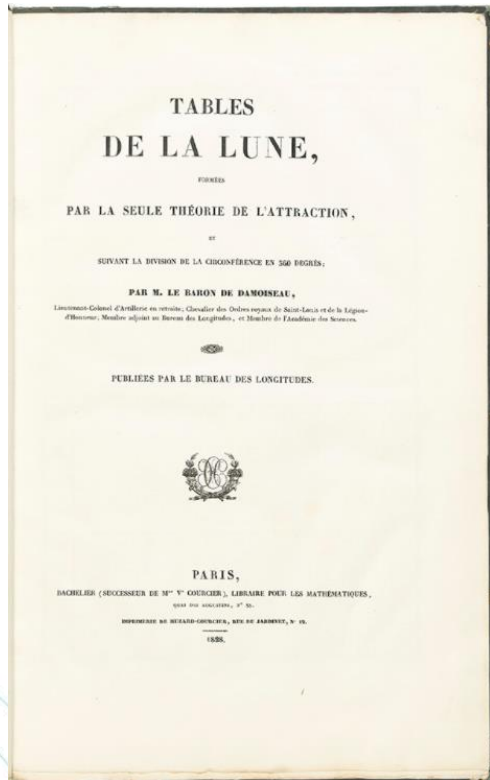 TABLES
DE LA LUNE,
FORMÉES
PAR LA SEULE THÉORIE DE L'ATTRACTION,
ET
SUIVANT LA DIVISION DE LA CIRCONFÉRENCE EN 360 DEGRÉS;
PAR M. LE BARON DE DAMOISEAU,
Lieutenant-Colonel d'Artillerie en retraite; Chevalier des Ordres royaux de Saint-Louis et de la Légion-
d'Honneur; Membre adjoint au Bureau des Longitudes, et Membre de l'Académie des Sciences.
PUBLIÉES PAR LE BUREAU DES LONGITUDES.
PARIS,
BACHELIER (SUCCESSEUR DE Mme Ve COURCIER), LIBRAIRE POUR LES MATHÉMATIQUES,
QUAI DES AUGUSTINS, N°
IMPRIMERIE DE HUZARD-COURCIER, RUE DU JARDINET, N° 12.
1828.